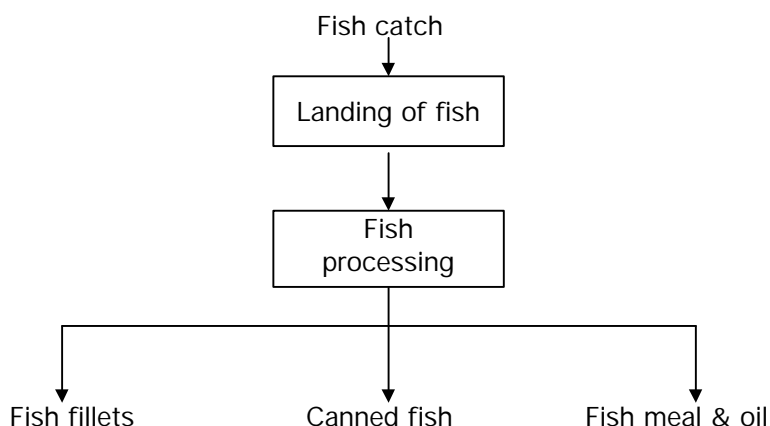 Fish catch
Landing of fish
Fish
processing
Fish fillets
Canned fish
Fish meal & oil